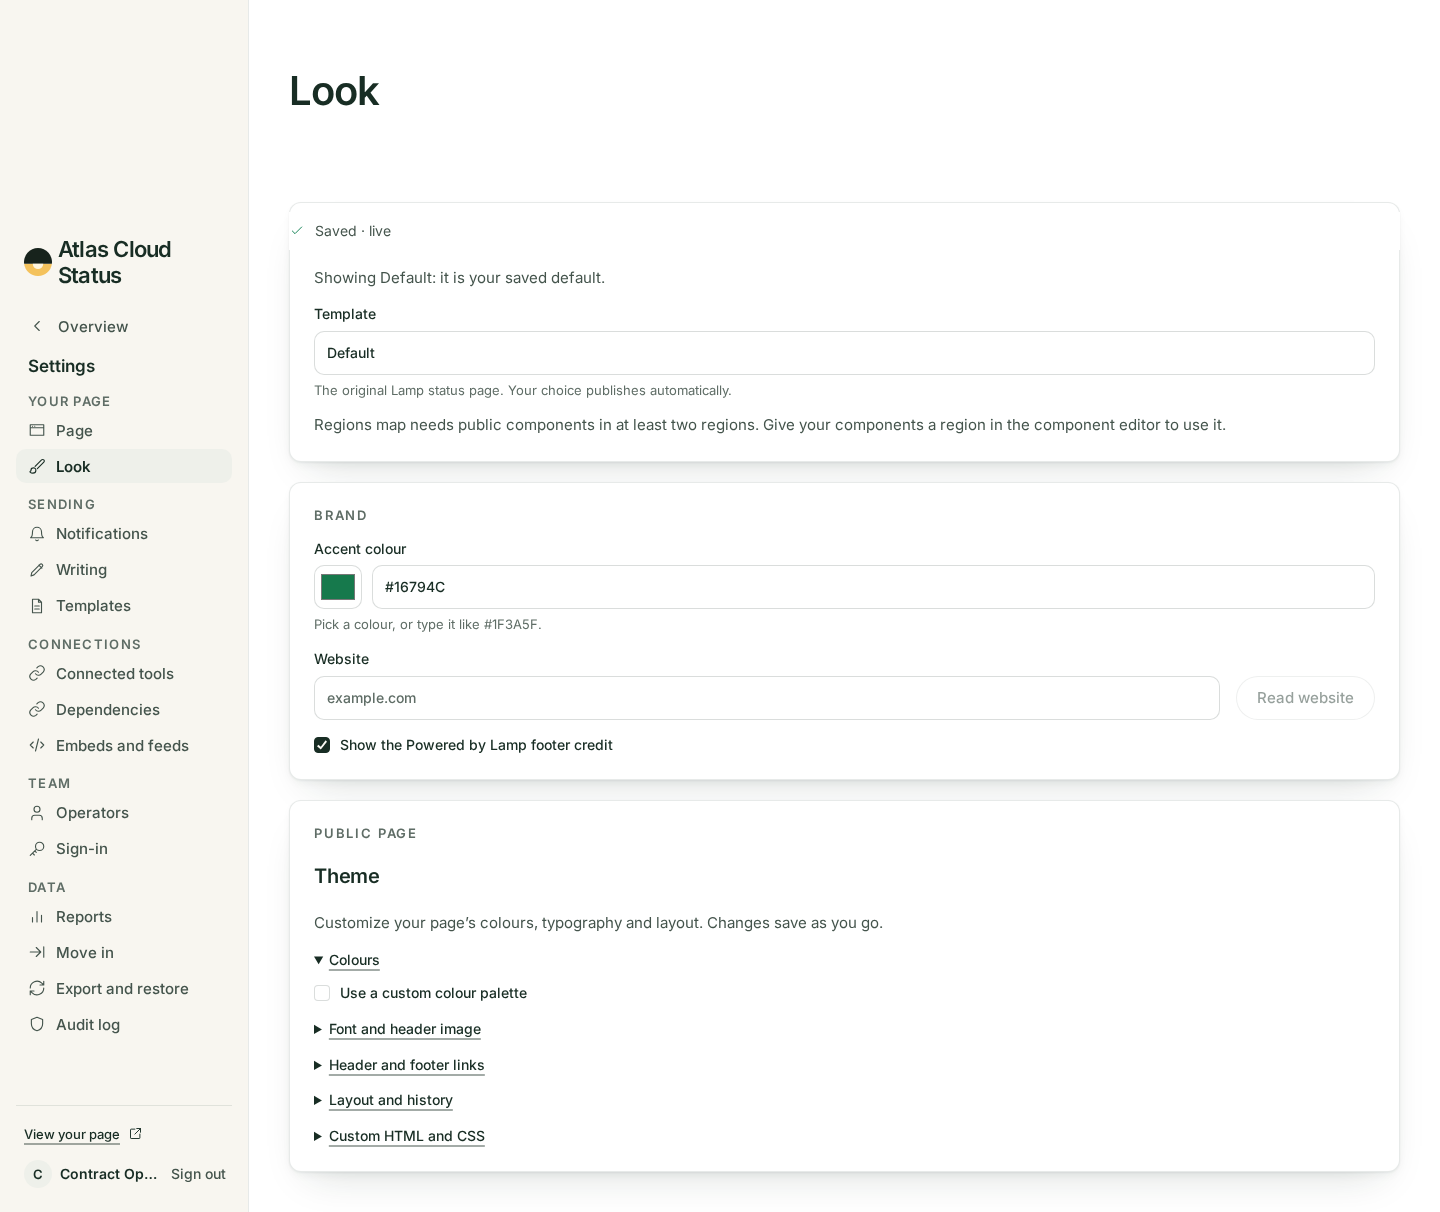 Atlas Cloud
Status
Overview
Settings
YOUR PAGE
Page
Look
SENDING
Notifications
Writing
Templates
CONNECTIONS
Connected tools
Dependencies
Embeds and feeds
TEAM
Operators
Sign-in
DATA
Reports
Move in
Export and restore
Audit log
View your page
C Contract Op... Sign out
Look
Saved · live
Showing Default: it is your saved default.
Template
Default
The original Lamp status page. Your choice publishes automatically.
Regions map needs public components in at least two regions. Give your components a region in the component editor to use it.
BRAND
Accent colour
#16794C
Pick a colour, or type it like #1F3A5F.
Website
example.com Read website
Show the Powered by Lamp footer credit
PUBLIC PAGE
Theme
Customize your page’s colours, typography and layout. Changes save as you go.
Colours
Use a custom colour palette
Font and header image
Header and footer links
Layout and history
Custom HTML and CSS